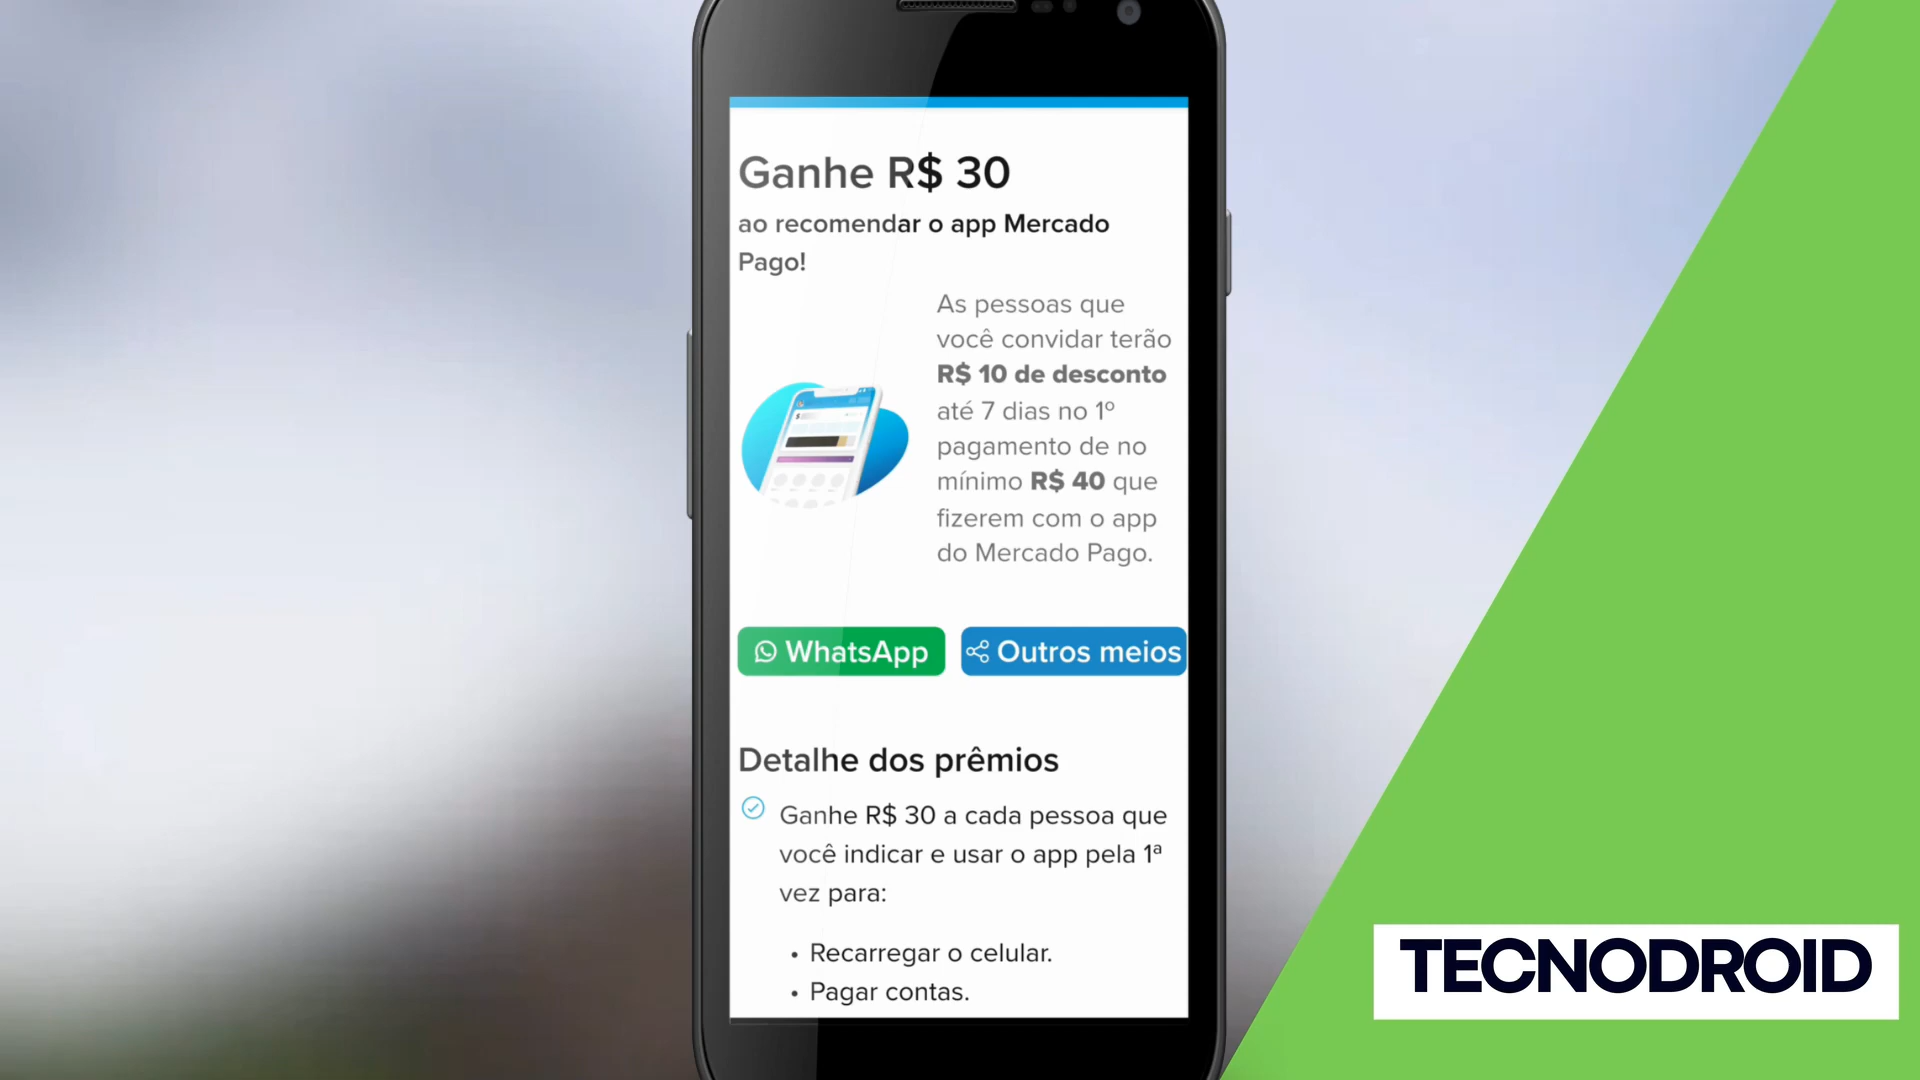 Ganhe R$ 30
ao recomendar o app Mercado
Pago!
As pessoas que
você convidar terão
R$ 10 de desconto
até 7 dias no 1º
pagamento de no
mínimo R$ 40 que
fizerem com o app
do Mercado Pago.
WhatsApp
Outros meios
Detalhe dos prêmios
Ganhe R$ 30 a cada pessoa que
você indicar e usar o app pela 1ª
vez para:
• Recarregar o celular.
• Pagar contas.
TECNODROID